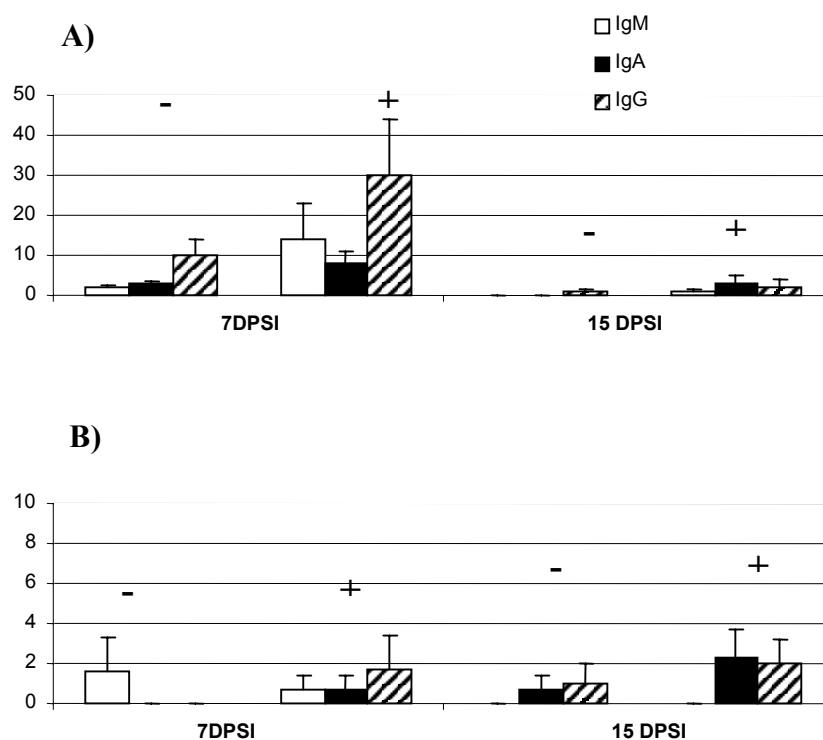 A)
IgM
IgA
IgG
50
40
30
20
10
0
- + - +
7DPSI 15 DPSI
B)
10
8
6
4
2
0
- + - +
7DPSI 15 DPSI